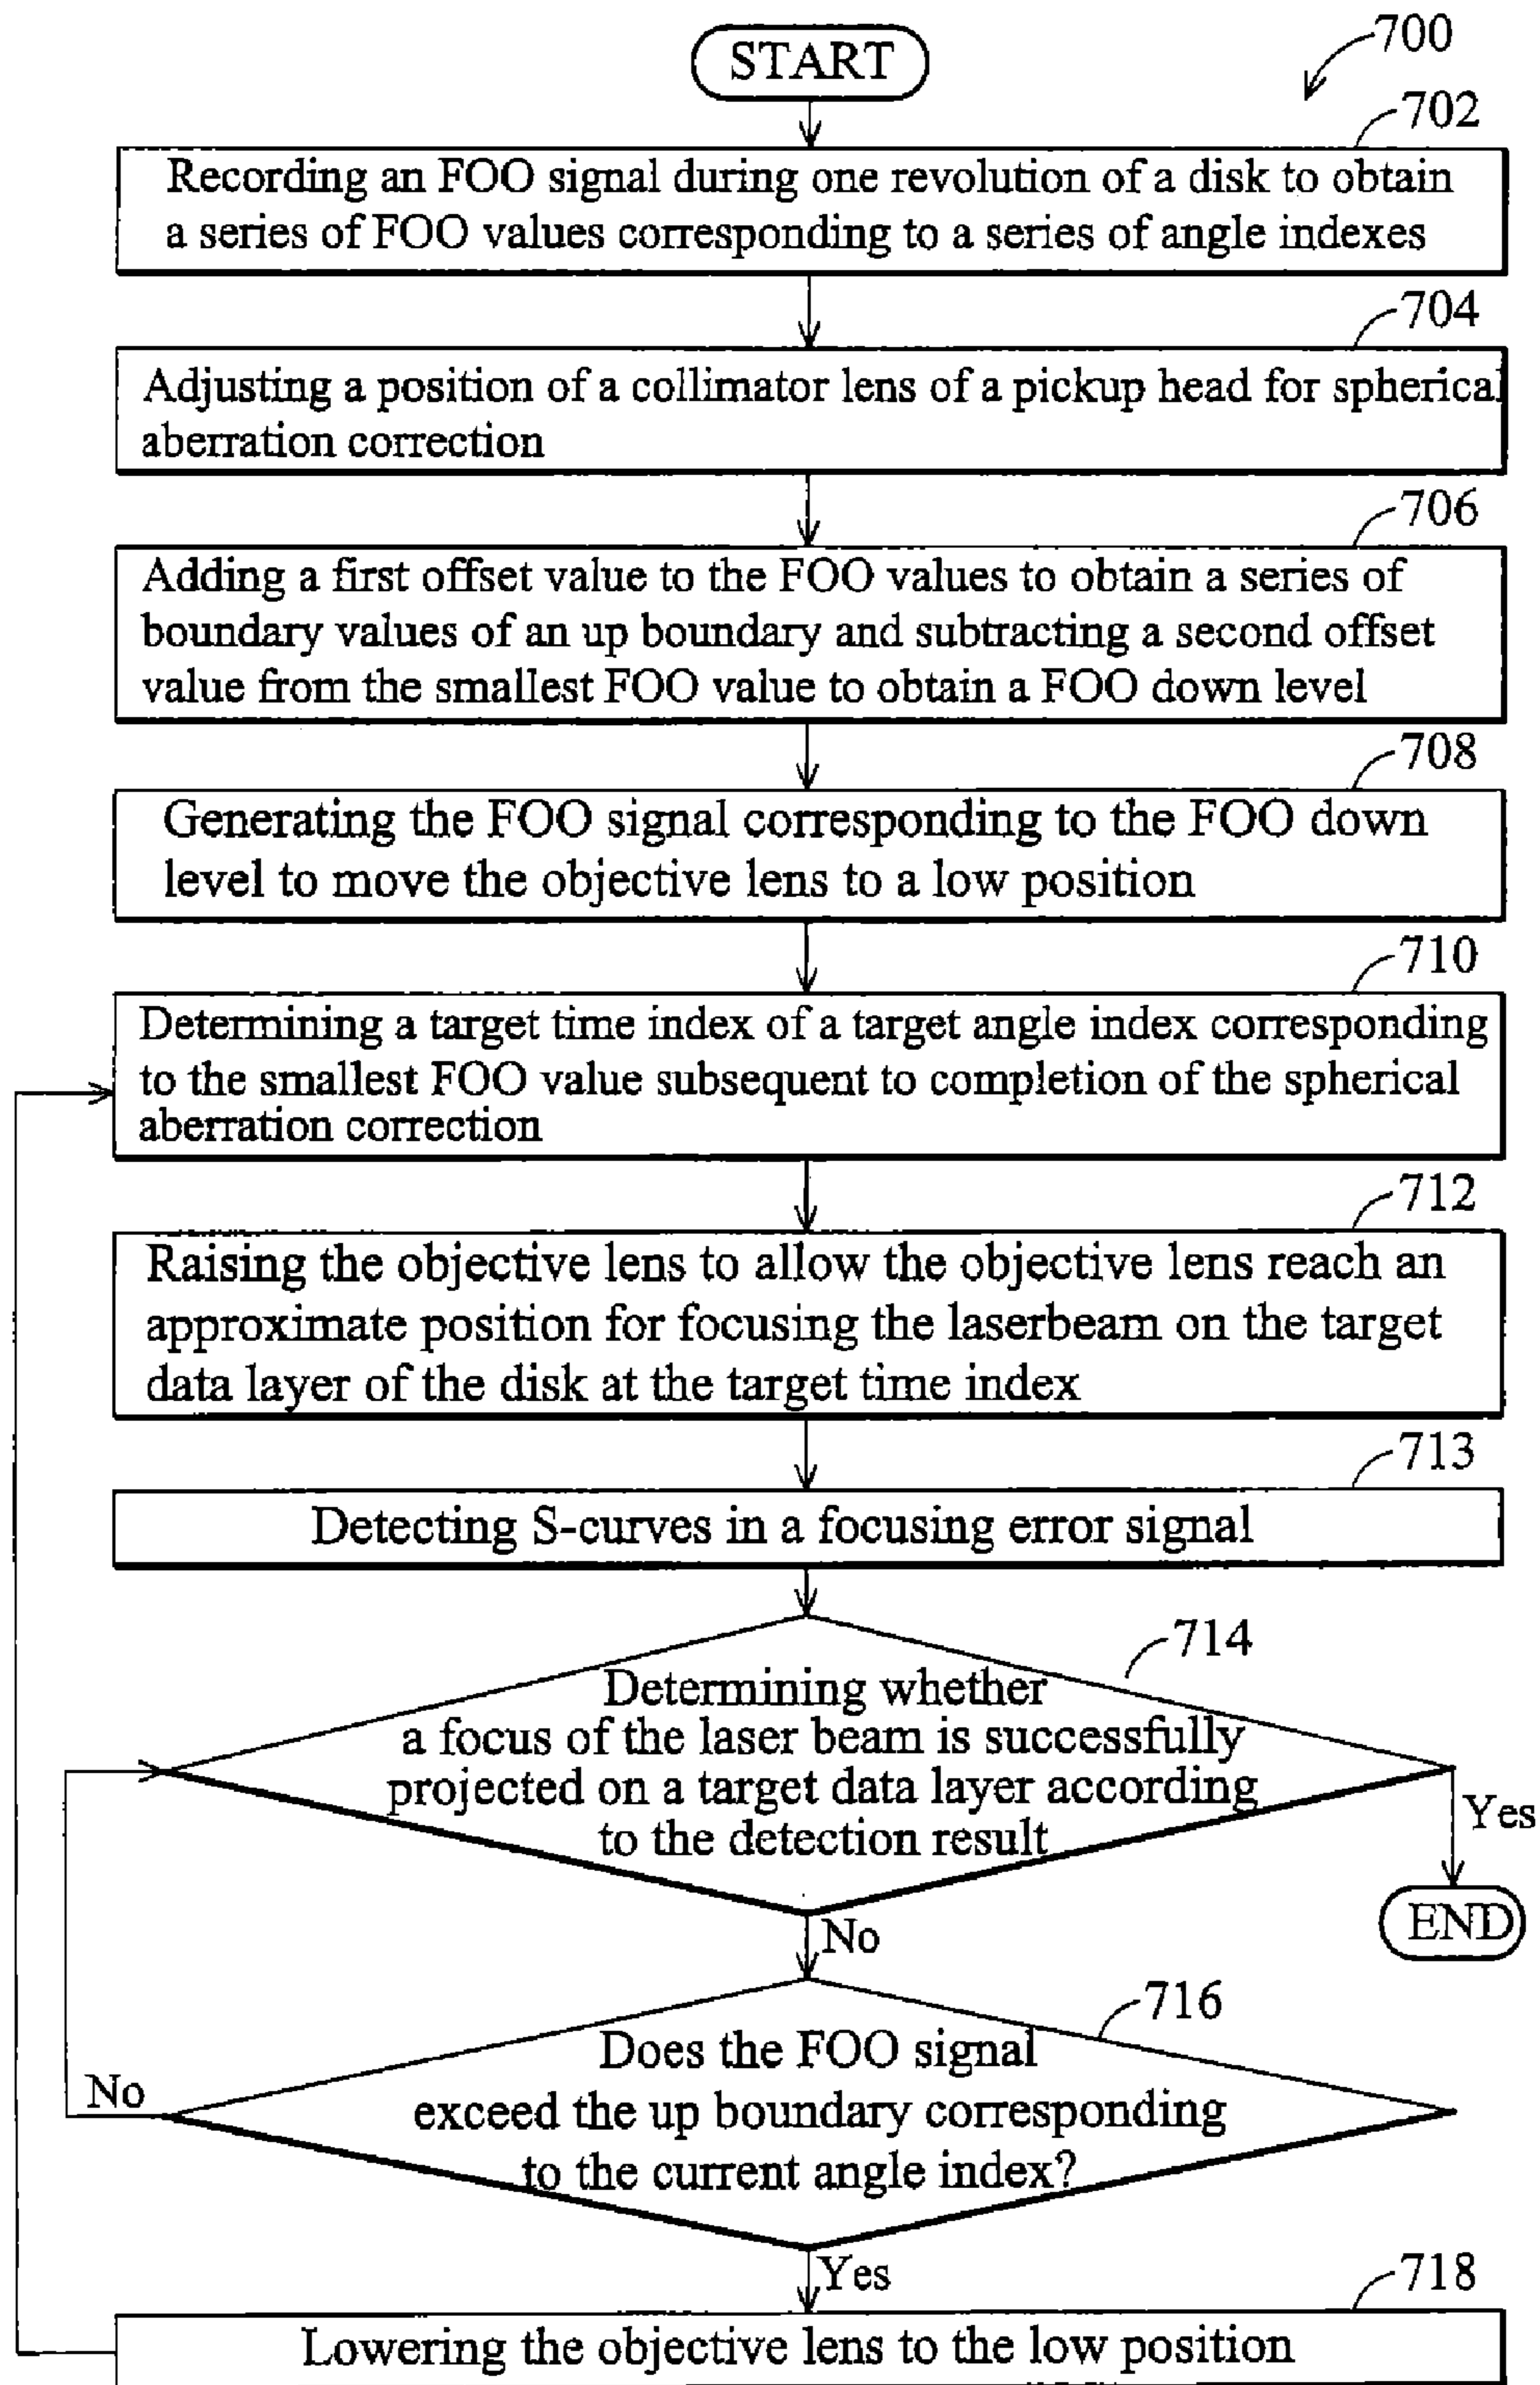 START
700
702
Recording an FOO signal during one revolution of a disk to obtain
a series of FOO values corresponding to a series of angle indexes
704
Adjusting a position of a collimator lens of a pickup head for spherical
aberration correction
706
Adding a first offset value to the FOO values to obtain a series of
boundary values of an up boundary and subtracting a second offset
value from the smallest FOO value to obtain a FOO down level
708
Generating the FOO signal corresponding to the FOO down
level to move the objective lens to a low position
710
Determining a target time index of a target angle index corresponding
to the smallest FOO value subsequent to completion of the spherical
aberration correction
712
Raising the objective lens to allow the objective lens reach an
approximate position for focusing the laserbeam on the target
data layer of the disk at the target time index
713
Detecting S-curves in a focusing error signal
714
Determining whether
a focus of the laser beam is successfully
projected on a target data layer according
to the detection result
Yes
END
No
716
Does the FOO signal
exceed the up boundary corresponding
to the current angle index?
No
Yes
718
Lowering the objective lens to the low position